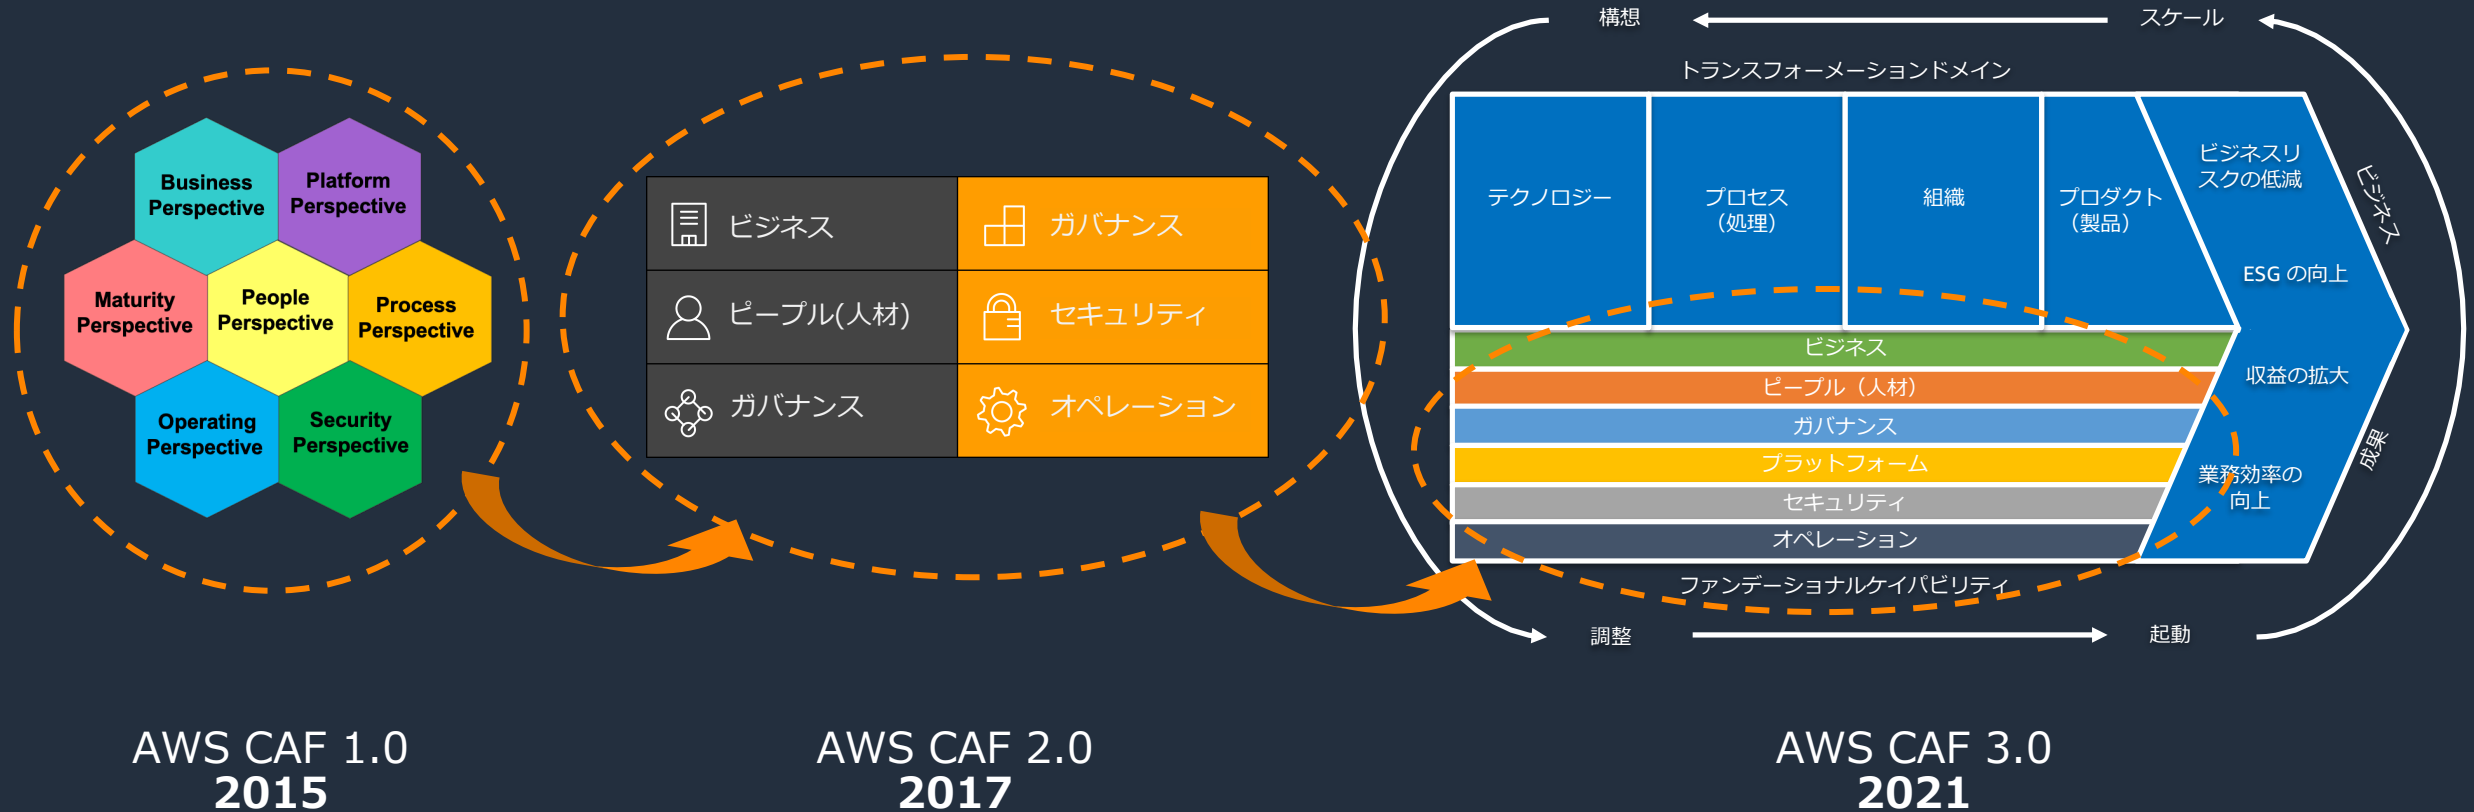 Business
Perspective
Platform
Perspective
Maturity
Perspective
People
Perspective
Process
Perspective
Operating
Perspective
Security
Perspective
AWS CAF 1.0
2015
ビジネス
ガバナンス
ピープル(人材)
セキュリティ
ガバナンス
オペレーション
AWS CAF 2.0
2017
構想
スケール
トランスフォーメーションドメイン
テクノロジー
プロセス
（処理）
組織
プロダクト
（製品）
ビジネスリ
スクの低減
ESG の向上
収益の拡大
業務効率の
向上
ビジネス
成果
ビジネス
ピープル（人材）
ガバナンス
プラットフォーム
セキュリティ
オペレーション
ファンデーショナルケイパビリティ
調整
起動
AWS CAF 3.0
2021